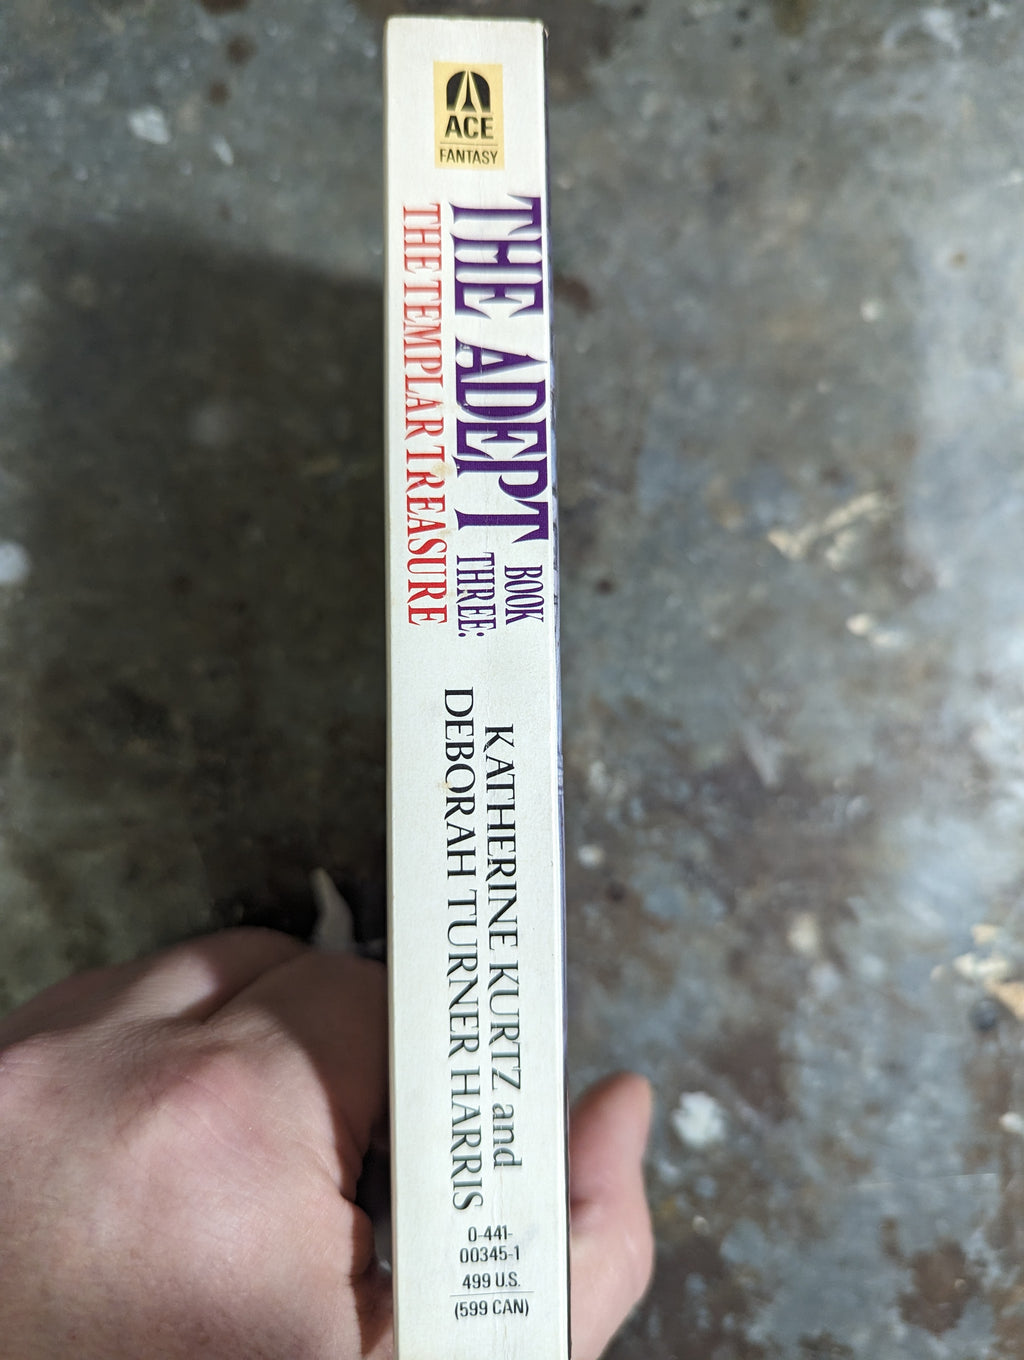 ACE
FANTASY
THE ADEPT BOOK THREE:
THE TEMPLAR TREASURE
KATHERINE KURTZ and
DEBORAH TURNER HARRIS
0-441-
00345-1
499 U.S.
(599 CAN)